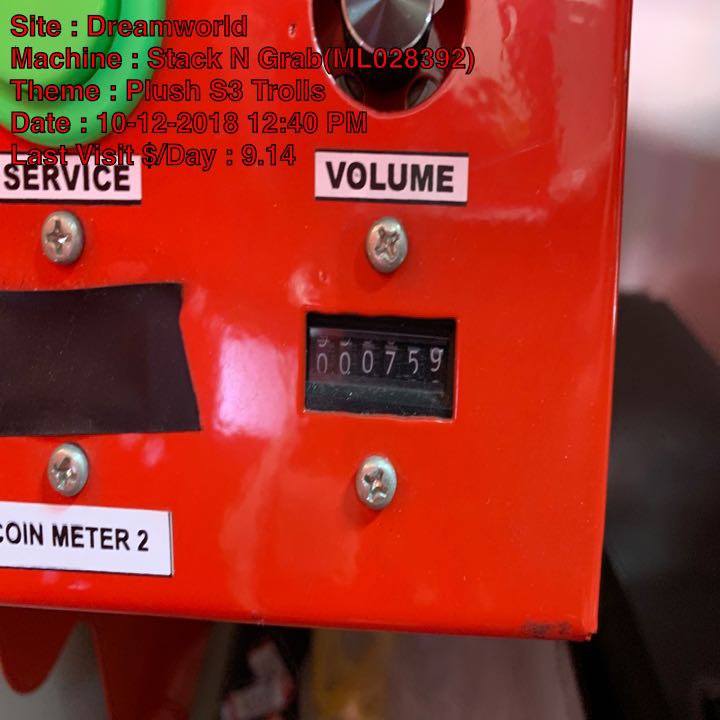 Site : Dreamworld
Machine : Stack N Grab(ML028392)
Theme : Plush S3 Trolls
Date : 10-12-2018 12:40 PM
Last Visit $/Day : 9.14
SERVICE
VOLUME
000759
COIN METER 2